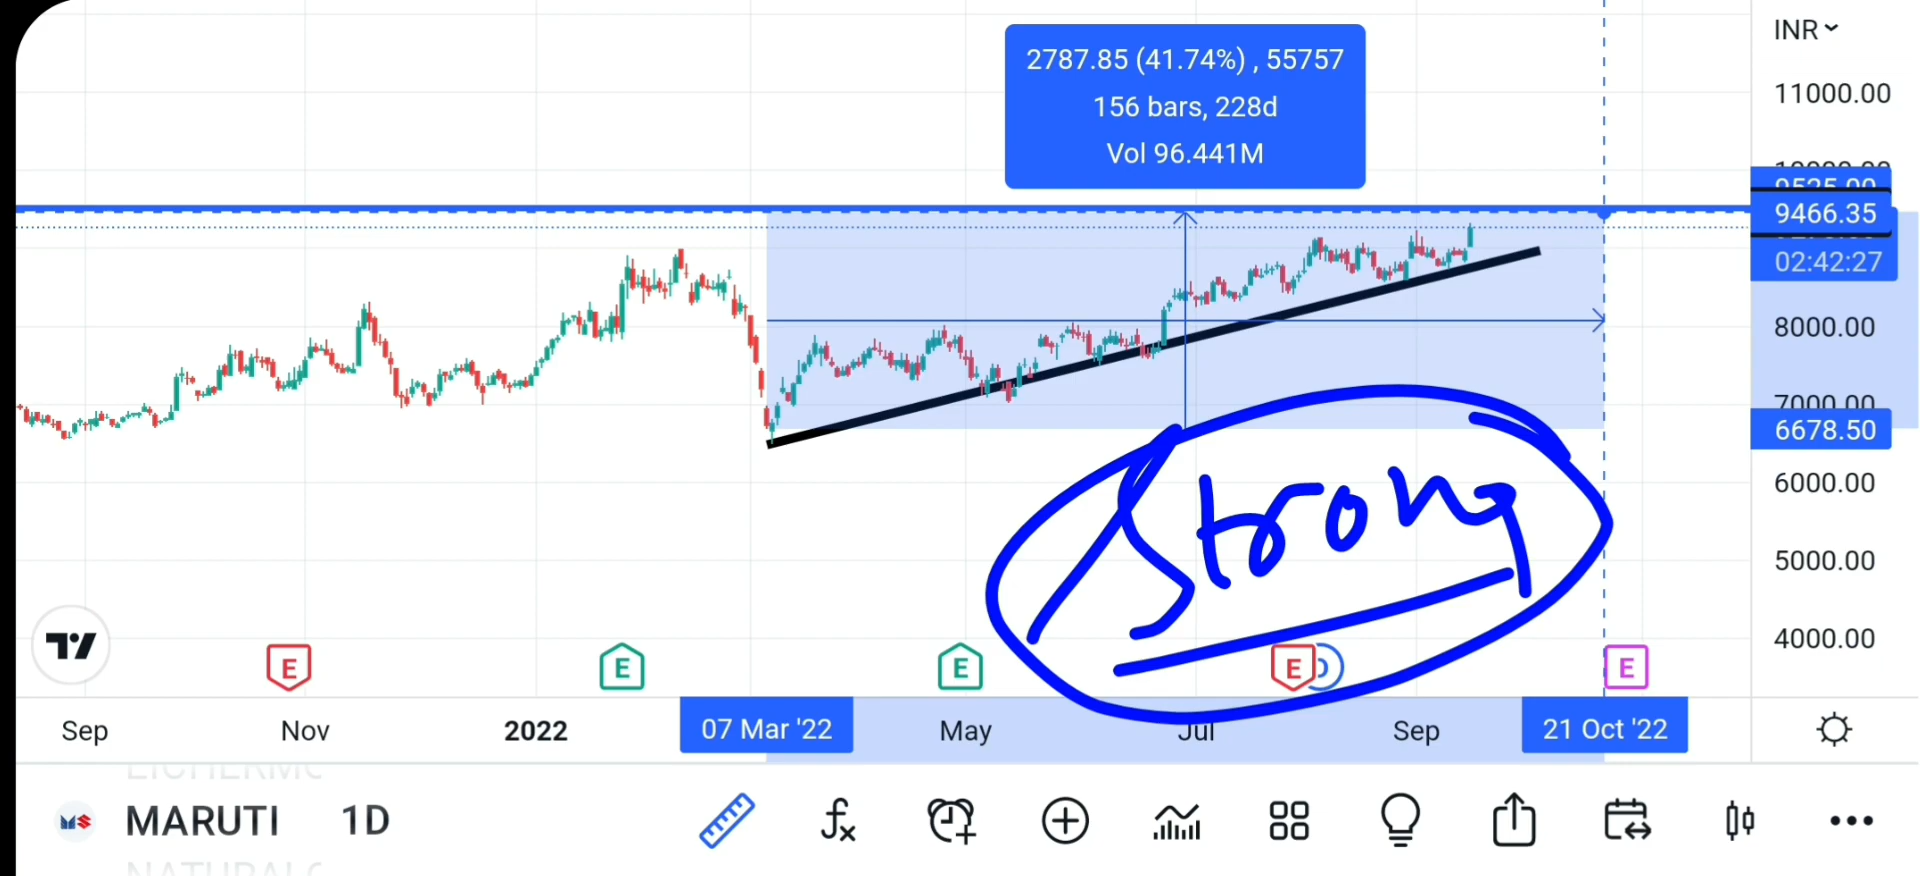 2787.85 (41.74%) , 55757
156 bars, 228d
Vol 96.441M
INR
11000.00
9466.35
02:42:27
8000.00
7000.00
6678.50
6000.00
5000.00
4000.00
Strong
E
E
E
E
E
Sep
Nov
2022
07 Mar '22
May
Jul
Sep
21 Oct '22
MARUTI 1D